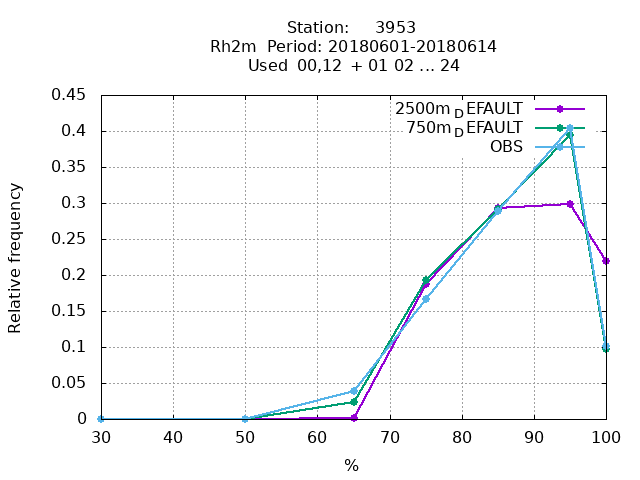 Station: 3953
Rh2m Period: 20180601-20180614
Used 00,12 + 01 02 ... 24
0.45
0.4
0.35
0.3
0.25
0.2
0.15
0.1
0.05
0
Relative frequency
2500m_DEFAULT
750m_DEFAULT
OBS
30 40 50 60 70 80 90 100
%